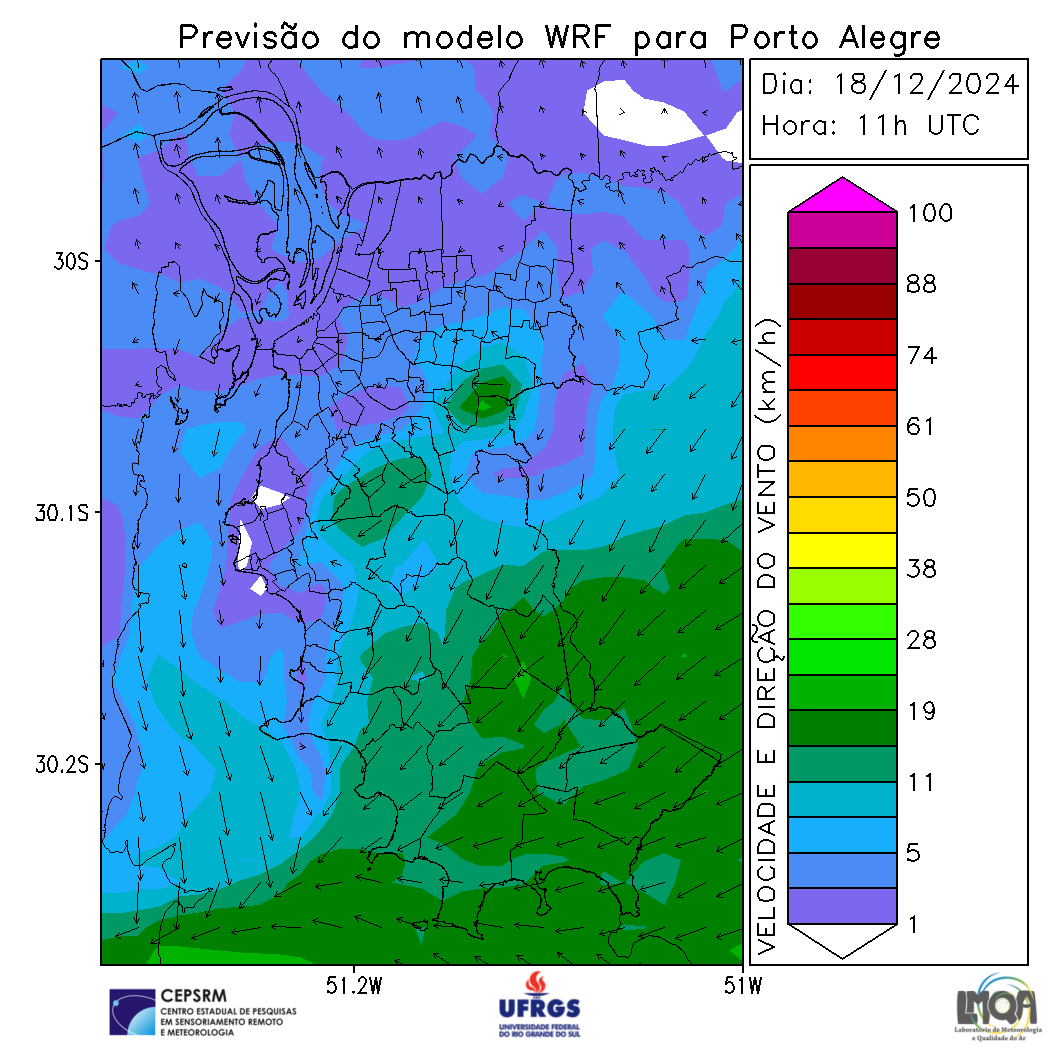 Previsão do modelo WRF para Porto Alegre
Dia: 18/12/2024
Hora: 11h UTC
30S
30.1S
30.2S
51.2W
51W
VELOCIDADE E DIREÇÃO DO VENTO (km/h)
100
88
74
61
50
38
28
19
11
5
1
CEPSRM
CENTRO ESTADUAL DE PESQUISAS
EM SENSORIAMENTO REMOTO
E METEOROLOGIA
UFRGS
UNIVERSIDADE FEDERAL
DO RIO GRANDE DO SUL
LMQA
Laboratório de Meteorologia
e Qualidade do Ar